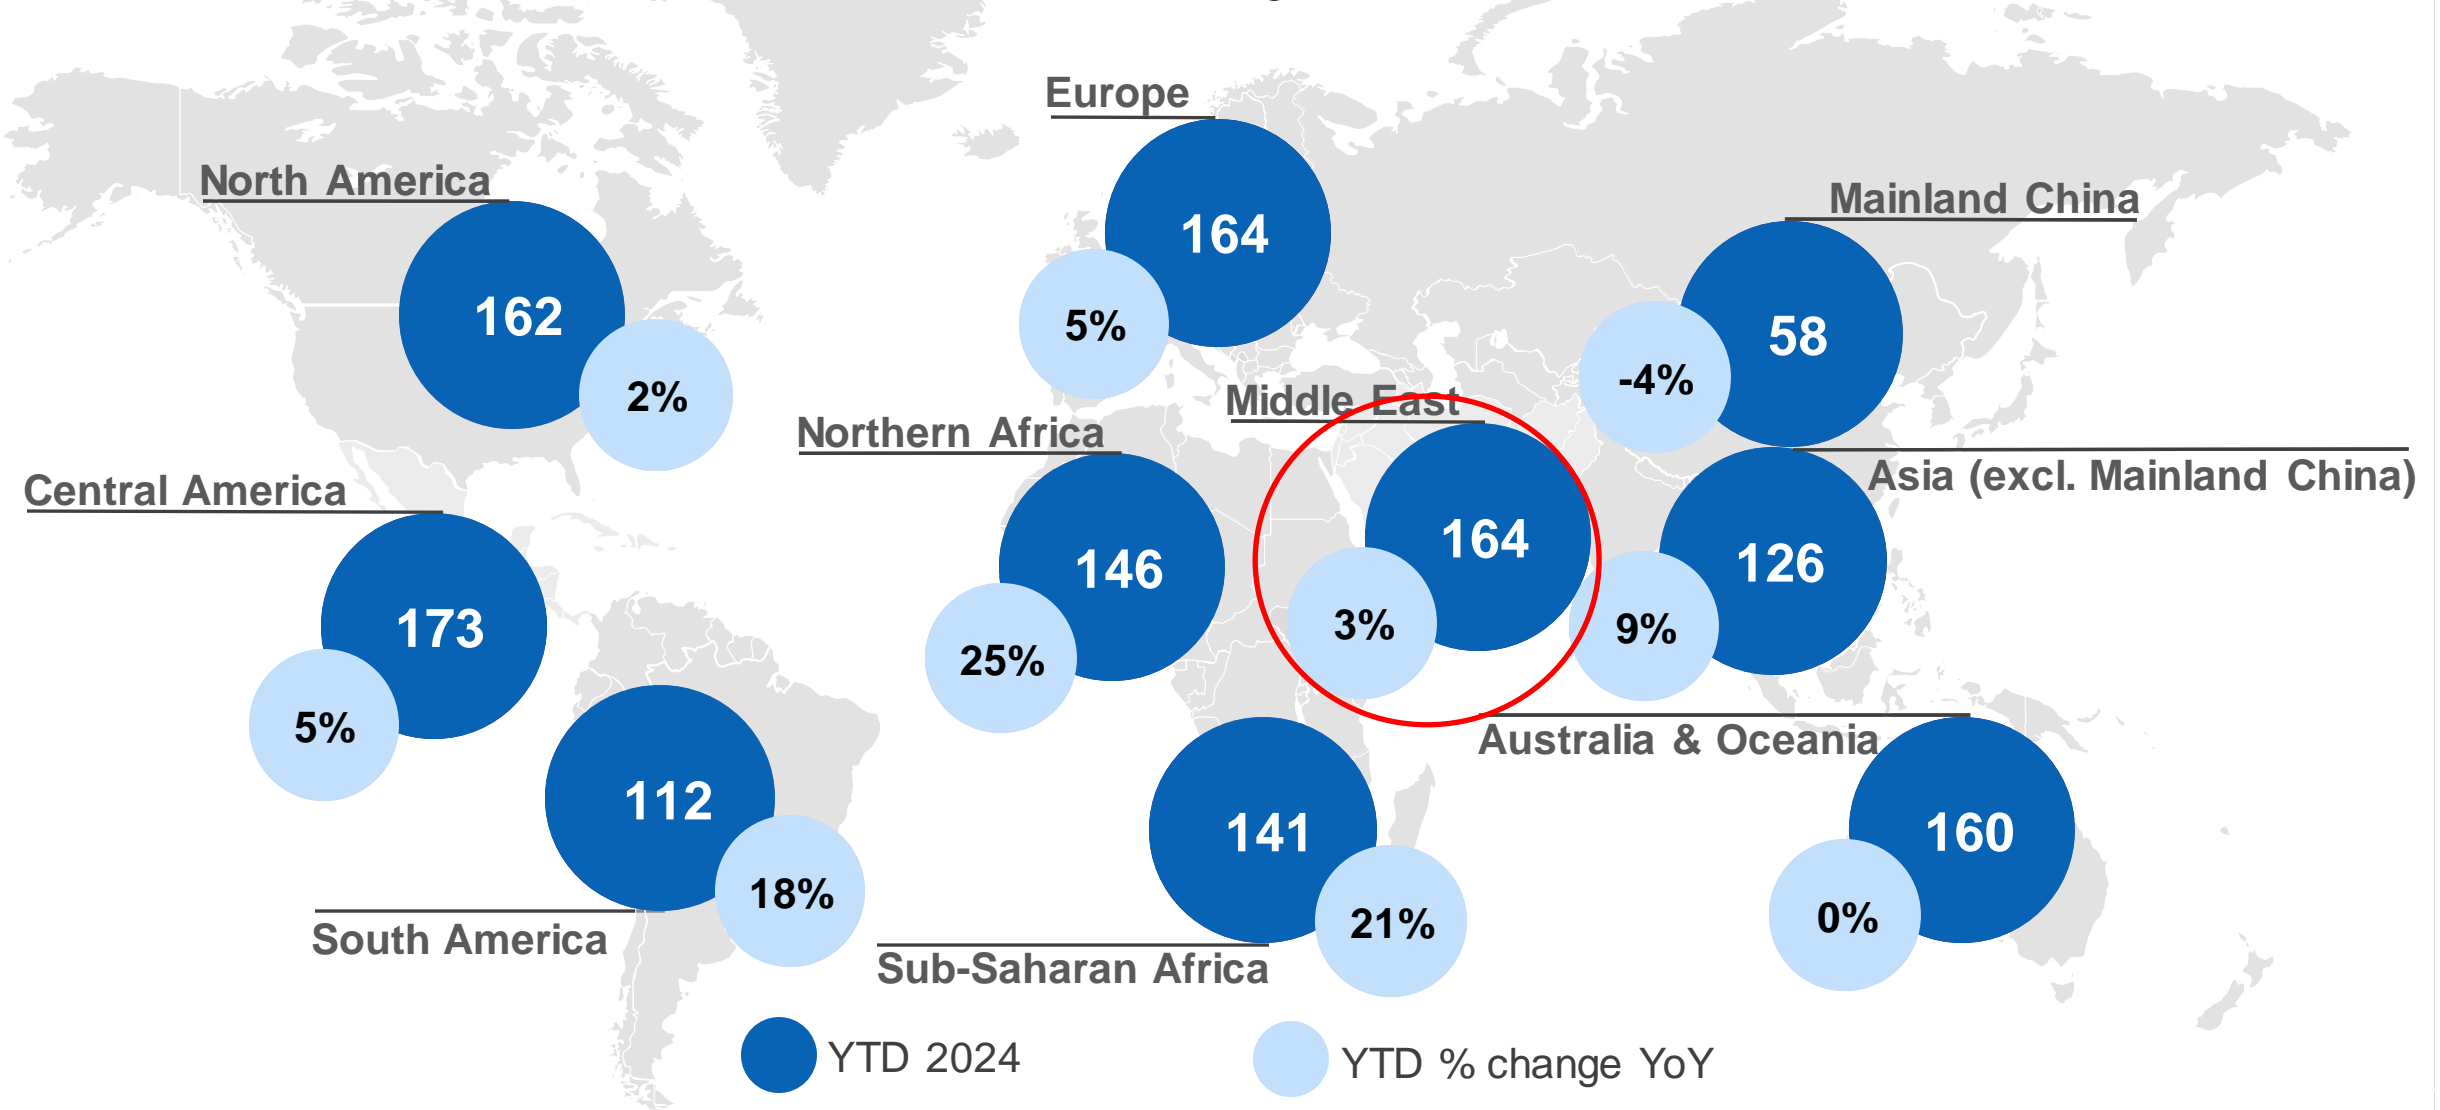 Europe
164
5%
North America
162
2%
Mainland China
58
-4%
Middle East
164
3%
Northern Africa
146
25%
Asia (excl. Mainland China)
126
9%
Central America
173
5%
South America
112
18%
Sub-Saharan Africa
141
21%
Australia & Oceania
160
0%
YTD 2024
YTD % change YoY